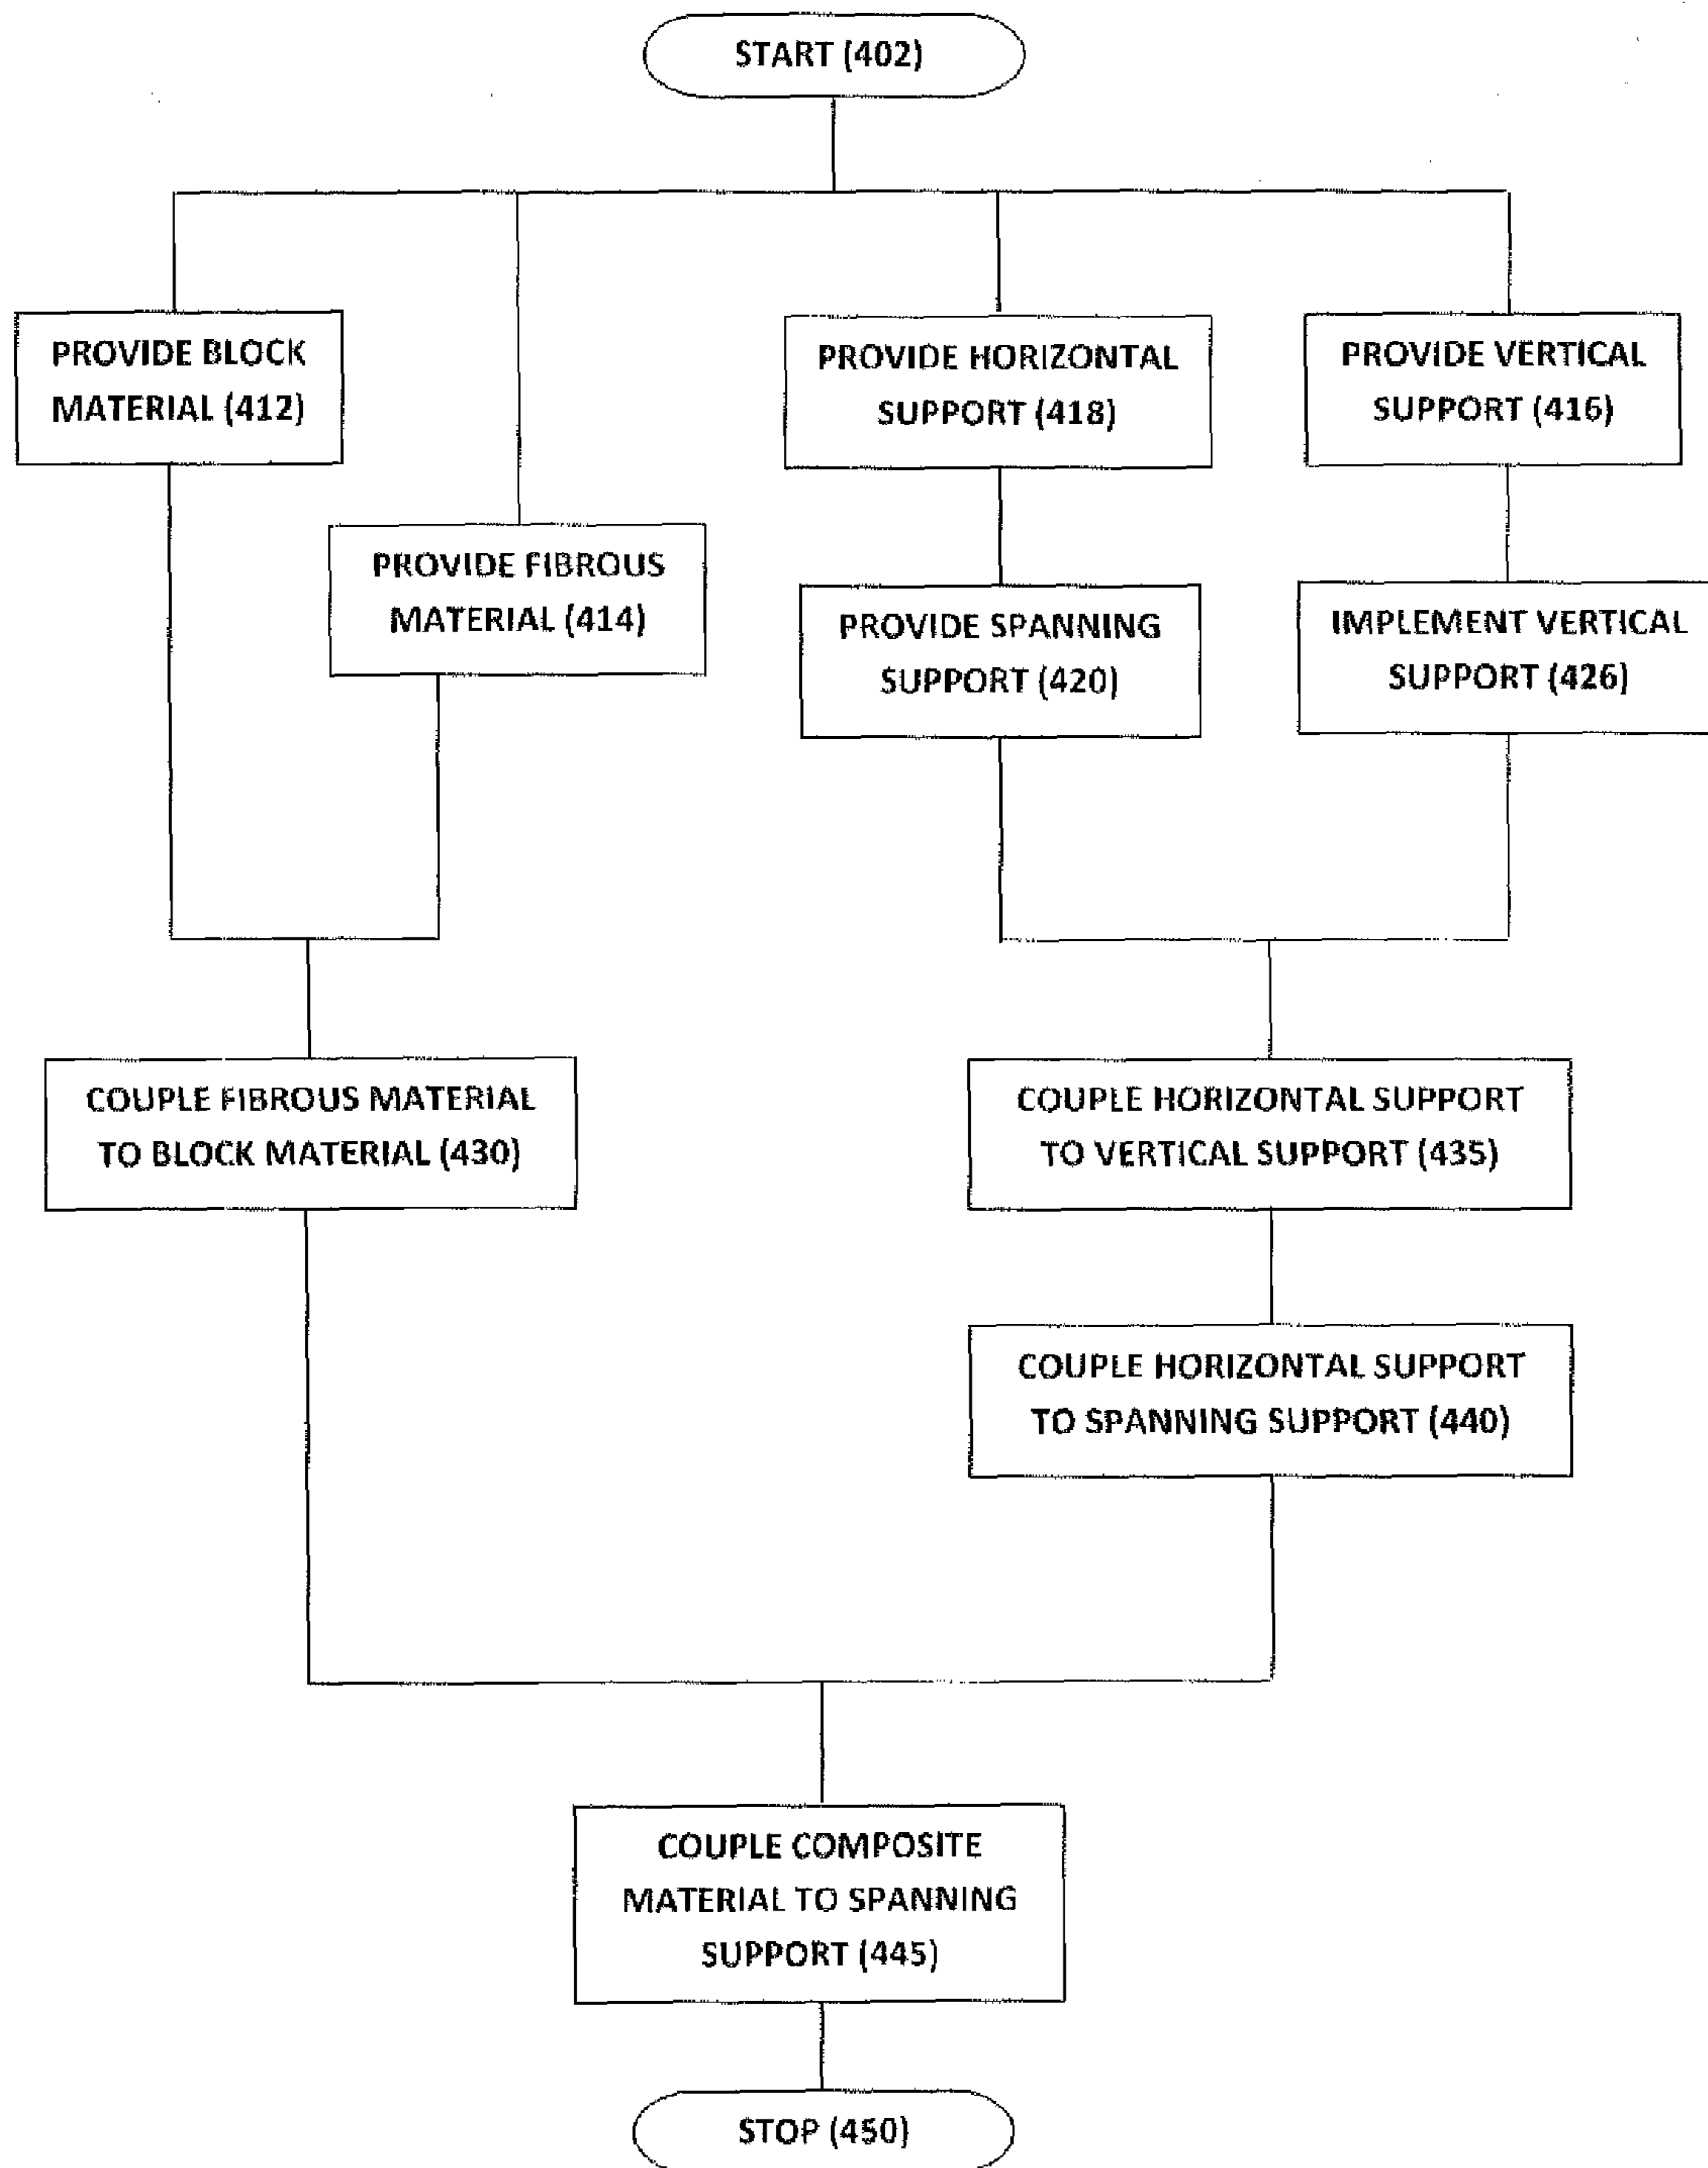 START (402)
PROVIDE BLOCK
MATERIAL (412)
PROVIDE FIBROUS
MATERIAL (414)
PROVIDE HORIZONTAL
SUPPORT (418)
PROVIDE VERTICAL
SUPPORT (416)
PROVIDE SPANNING
SUPPORT (420)
IMPLEMENT VERTICAL
SUPPORT (426)
COUPLE FIBROUS MATERIAL
TO BLOCK MATERIAL (430)
COUPLE HORIZONTAL SUPPORT
TO VERTICAL SUPPORT (435)
COUPLE HORIZONTAL SUPPORT
TO SPANNING SUPPORT (440)
COUPLE COMPOSITE
MATERIAL TO SPANNING
SUPPORT (445)
STOP (450)